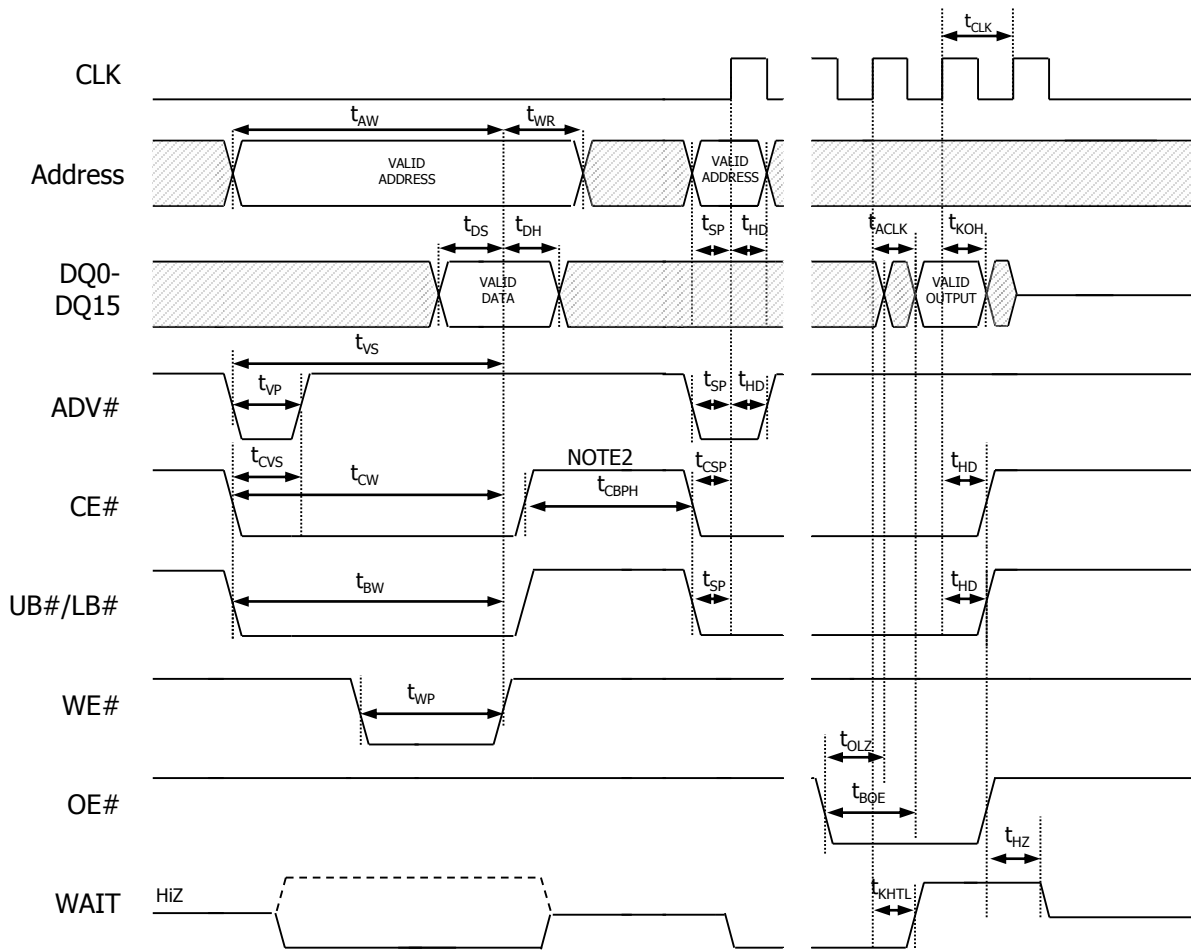 tCLK
CLK
tAW tWR
Address
VALID ADDRESS
VALID ADDRESS
tDS tDH tSP tHD tACLK tKOH
DQ0-
DQ15
VALID DATA
VALID OUTPUT
tVS
ADV#
tVP tSP tHD
CE#
tCVS tCW NOTE2 tCBPH tCSP tHD
UB#/LB#
tBW tSP tHD
WE#
tWP
OE#
tOLZ
tBOE
tHZ
WAIT
HiZ
tKHTL